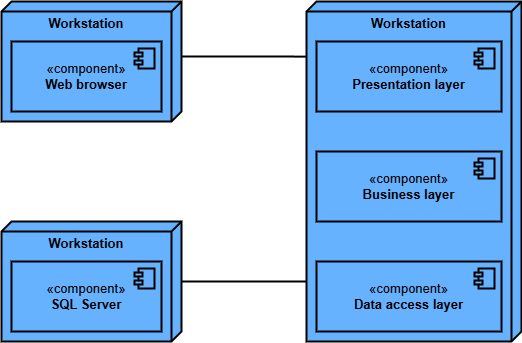 Workstation
«component»
Web browser
Workstation
«component»
Presentation layer
«component»
Business layer
«component»
Data access layer
Workstation
«component»
SQL Server